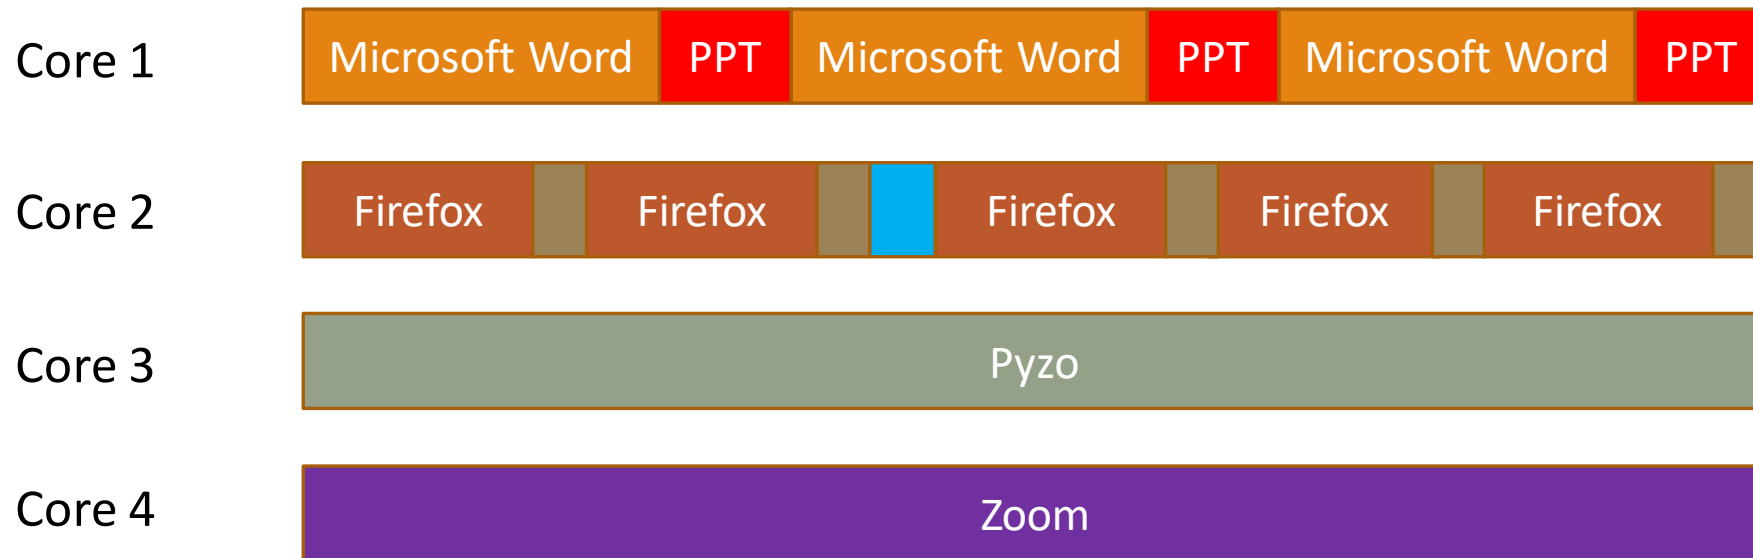 Core 1 Microsoft Word PPT Microsoft Word PPT Microsoft Word PPT
Core 2 Firefox Firefox Firefox Firefox Firefox
Core 3 Pyzo
Core 4 Zoom